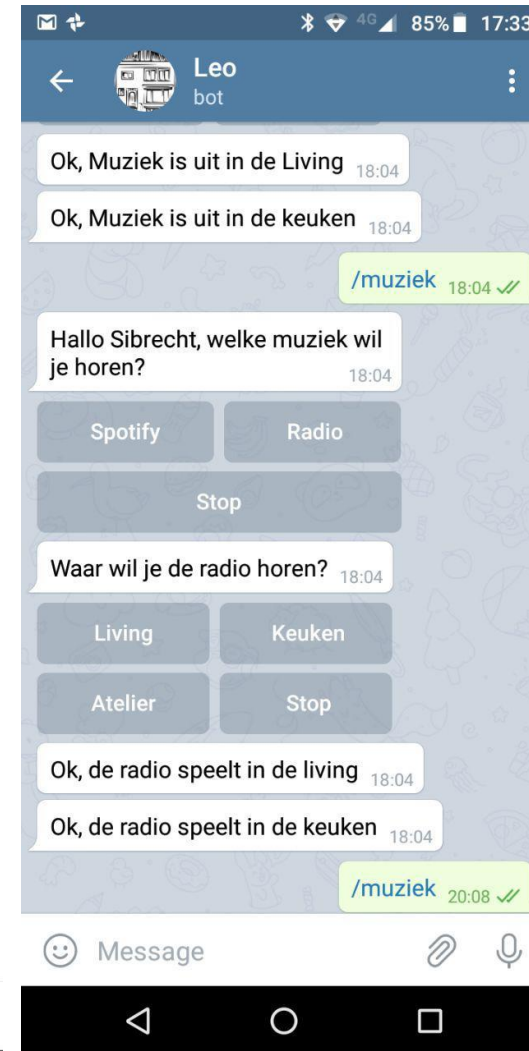 4G 85% 17:33
Leo
bot
Ok, Muziek is uit in de Living 18:04
Ok, Muziek is uit in de keuken 18:04
/muziek 18:04
Hallo Sibrecht, welke muziek wil
je horen? 18:04
Spotify Radio
Stop
Waar wil je de radio horen? 18:04
Living Keuken
Atelier Stop
Ok, de radio speelt in de living 18:04
Ok, de radio speelt in de keuken 18:04
/muziek 20:08
Message